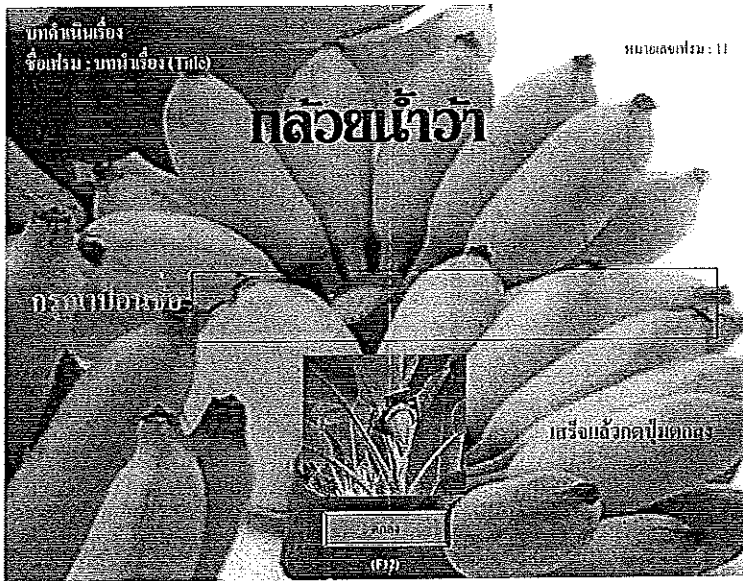 บทดำเนินเรื่อง
ชื่อเฟรม : บทนำเรื่อง (Title)
หมายเลขเฟรม : 11
กล้วยน้ำว้า
กรุณาป้อนชื่อ
เสร็จแล้วกดปุ่มตกลง
ตกลง
(F12)